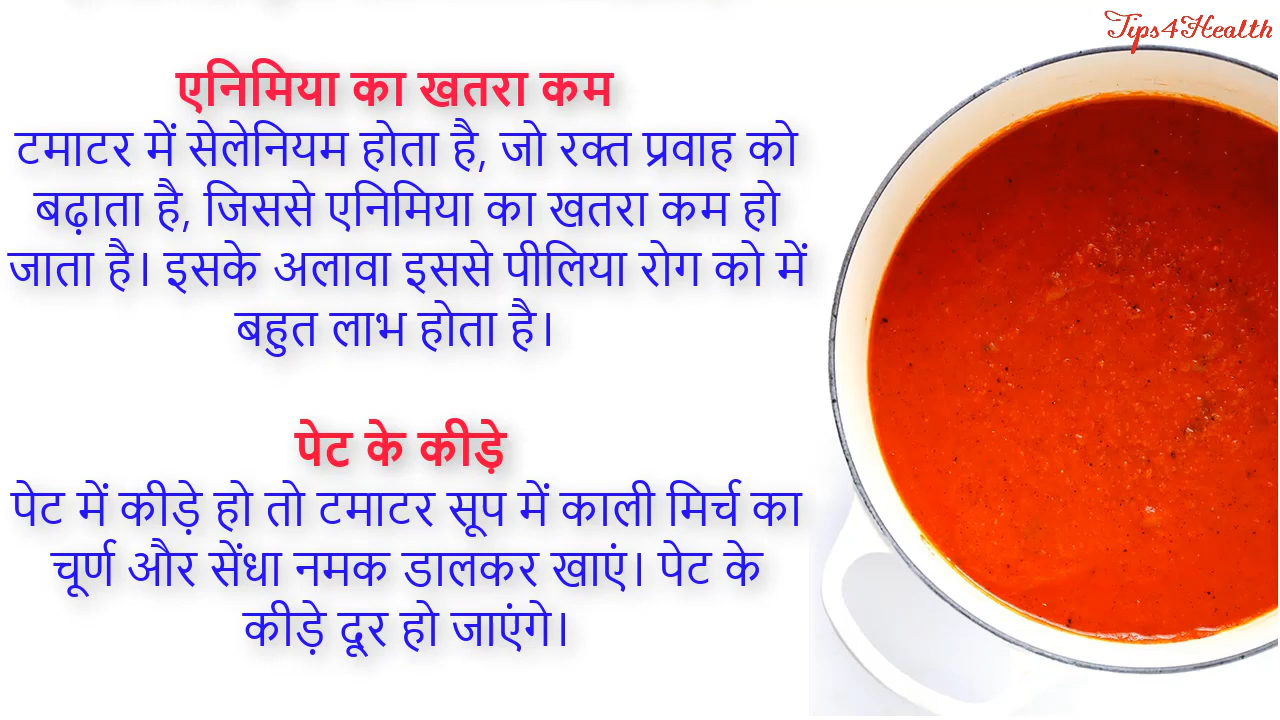 Tips4Health
एनिमिया का खतरा कम
टमाटर में सेलेनियम होता है, जो रक्त प्रवाह को
बढ़ाता है, जिससे एनिमिया का खतरा कम हो
जाता है। इसके अलावा इससे पीलिया रोग को में
बहुत लाभ होता है।
पेट के कीड़े
पेट में कीड़े हो तो टमाटर सूप में काली मिर्च का
चूर्ण और सेंधा नमक डालकर खाएं। पेट के
कीड़े दूर हो जाएंगे।